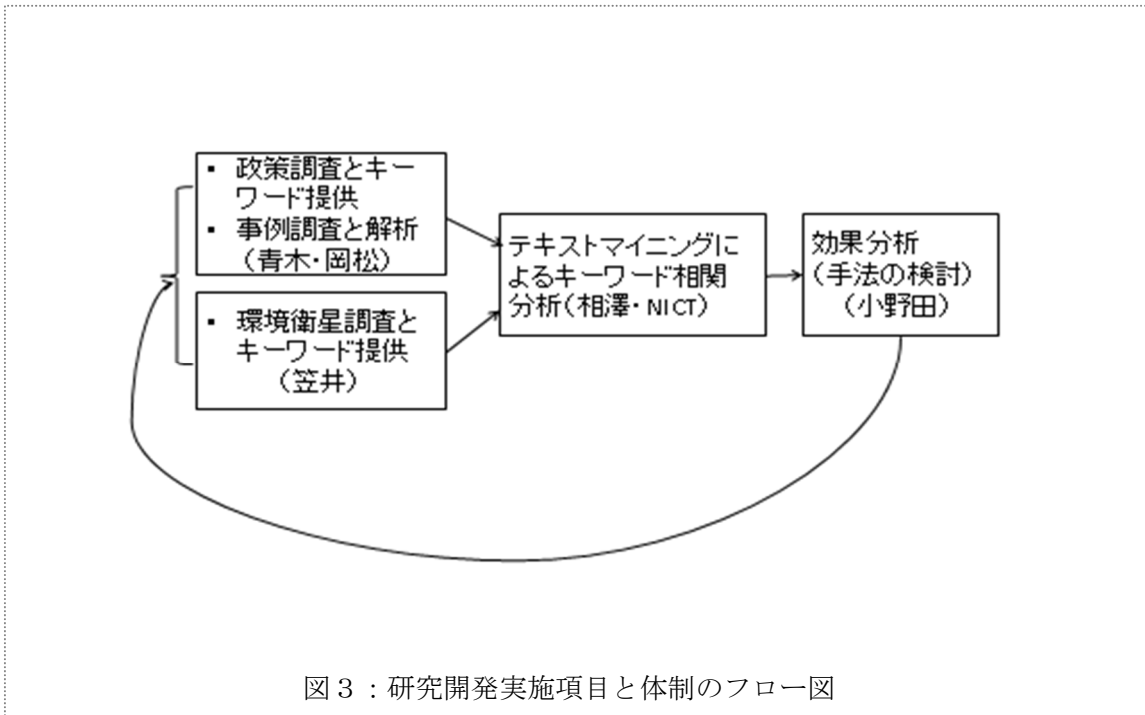 ▪ 政策調査とキー
ワード提供
▪ 事例調査と解析
(青木・岡松)
▪ 環境衛星調査と
キーワード提供
(笠井)
テキストマイニングに
よるキーワード相関
分析(相澤・NICT)
効果分析
(手法の検討)
(小野田)
図3：研究開発実施項目と体制のフロー図